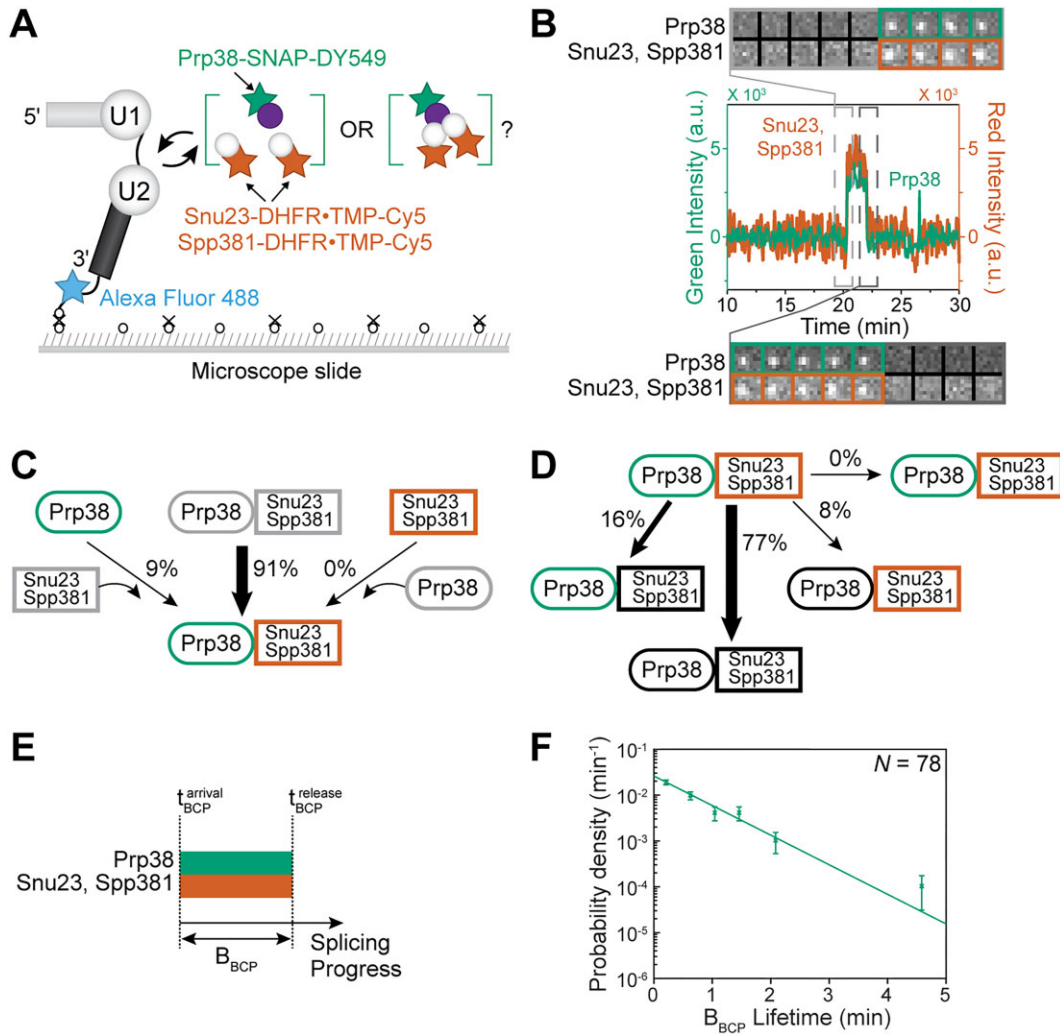 A
Prp38-SNAP-DY549
5'
U1
OR
?
U2
Snu23-DHFR•TMP-Cy5
Spp381-DHFR•TMP-Cy5
3'
Alexa Fluor 488
Microscope slide
B
Prp38
Snu23, Spp381
X 10³
X 10³
Snu23,
Spp381
Prp38
Green Intensity (a.u.)
5
0
5
0
Red Intensity (a.u.)
10 15 20 25 30
Time (min)
Prp38
Snu23, Spp381
C
Prp38
Prp38
Snu23
Spp381
Snu23
Spp381
Snu23
Spp381
9%
91%
0%
Prp38
Prp38
Snu23
Spp381
D
Prp38
Snu23
Spp381
0%
Prp38
Snu23
Spp381
16%
77%
8%
Prp38
Snu23
Spp381
Prp38
Snu23
Spp381
Prp38
Snu23
Spp381
E
t_BCP^arrival
t_BCP^release
Prp38
Snu23, Spp381
B_BCP
Splicing
Progress
F
N = 78
Probability density (min⁻¹)
10⁻¹
10⁻²
10⁻³
10⁻⁴
10⁻⁵
10⁻⁶
0 1 2 3 4 5
B_BCP Lifetime (min)